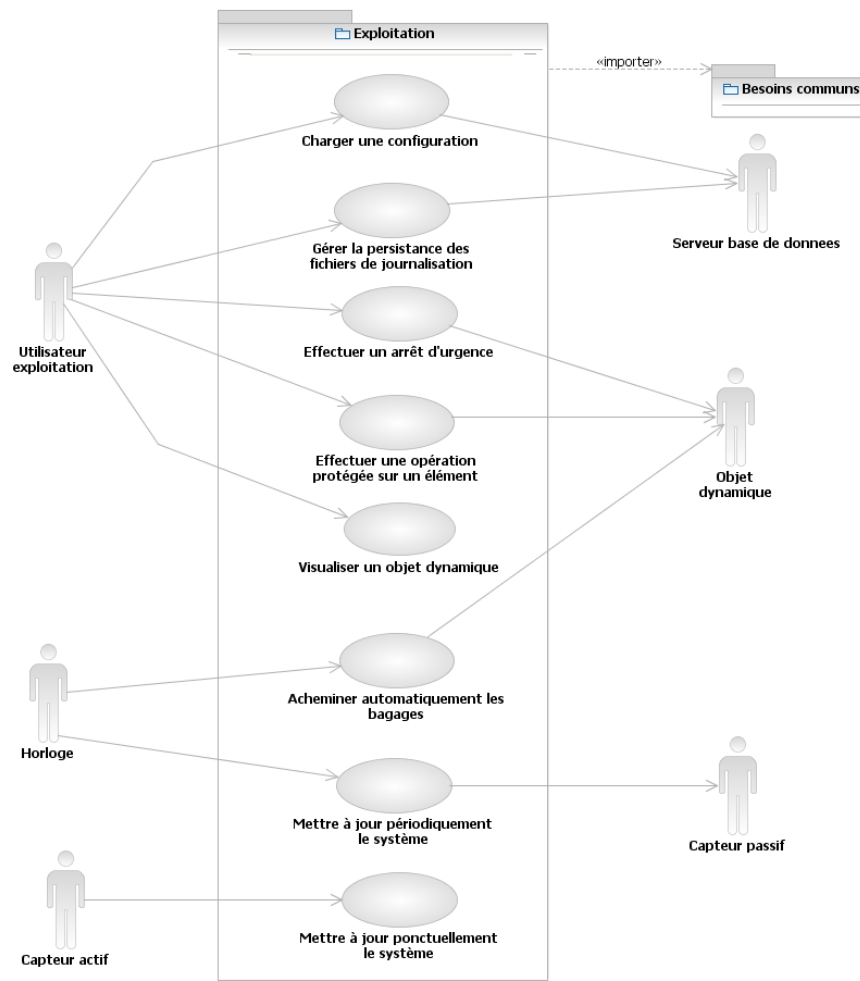 Exploitation
«importer»
Besoins communs
Charger une configuration
Serveur base de donnees
Gérer la persistance des
fichiers de journalisation
Utilisateur
exploitation
Effectuer un arrêt d'urgence
Effectuer une opération
protégée sur un élément
Objet
dynamique
Visualiser un objet dynamique
Acheminer automatiquement les
bagages
Horloge
Mettre à jour périodiquement
le système
Capteur passif
Mettre à jour ponctuellement
le système
Capteur actif